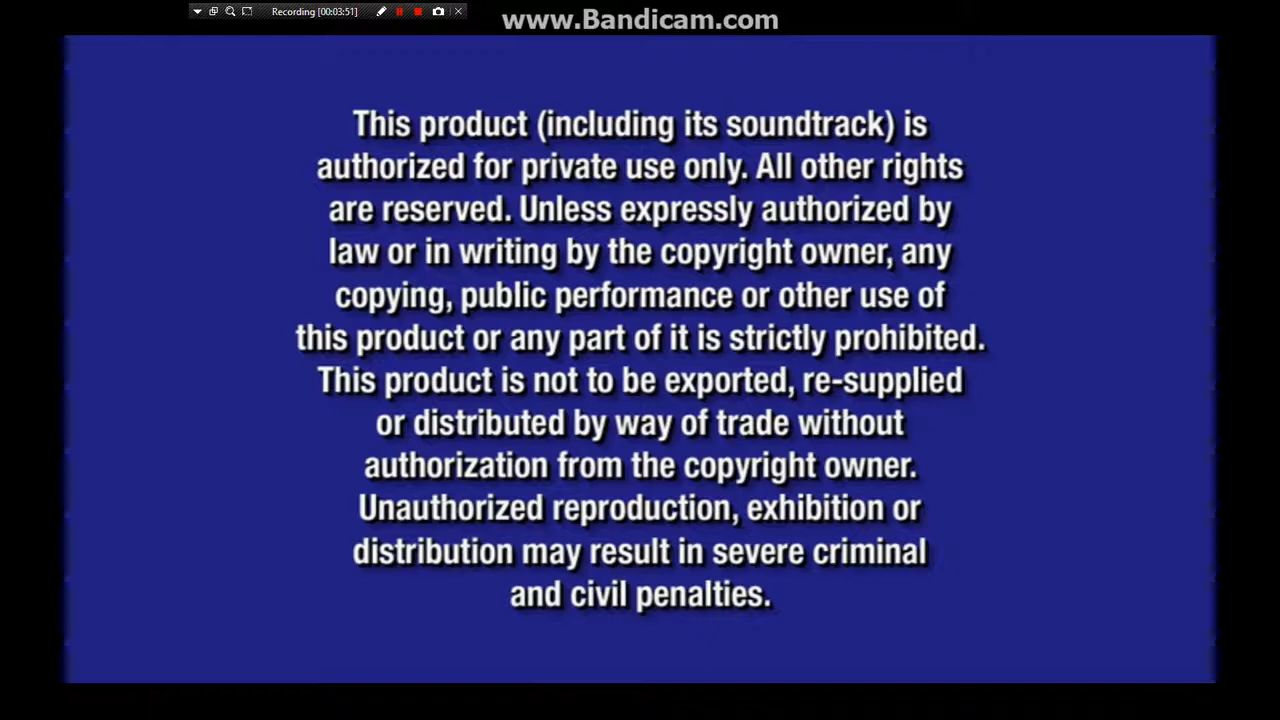 Recording [00:03:51]
www.Bandicam.com
This product (including its soundtrack) is
authorized for private use only. All other rights
are reserved. Unless expressly authorized by
law or in writing by the copyright owner, any
copying, public performance or other use of
this product or any part of it is strictly prohibited.
This product is not to be exported, re-supplied
or distributed by way of trade without
authorization from the copyright owner.
Unauthorized reproduction, exhibition or
distribution may result in severe criminal
and civil penalties.